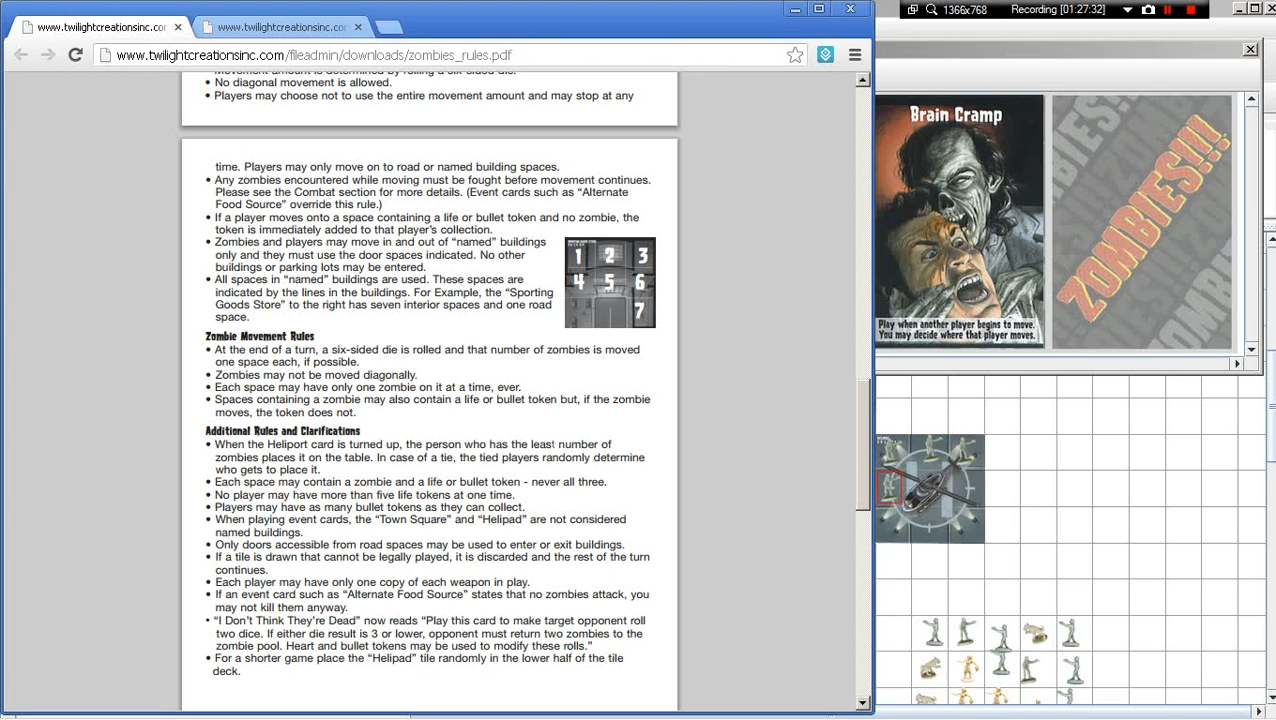 www.twilightcreationsinc.co
www.twilightcreationsinc.co
1366x768
Recording [01:27:32]
www.twilightcreationsinc.com/fileadmin/downloads/zombies_rules.pdf
Movement amount is determined by rolling a six-sided die.
• No diagonal movement is allowed.
• Players may choose not to use the entire movement amount and may stop at any
time. Players may only move on to road or named building spaces.
• Any zombies encountered while moving must be fought before movement continues.
Please see the Combat section for more details. (Event cards such as “Alternate
Food Source” override this rule.)
• If a player moves onto a space containing a life or bullet token and no zombie, the
token is immediately added to that player's collection.
• Zombies and players may move in and out of “named” buildings
only and they must use the door spaces indicated. No other
buildings or parking lots may be entered.
• All spaces in “named” buildings are used. These spaces are
indicated by the lines in the buildings. For Example, the “Sporting
Goods Store” to the right has seven interior spaces and one road
space.
1 2 3
4 5 6
7
Zombie Movement Rules
• At the end of a turn, a six-sided die is rolled and that number of zombies is moved
one space each, if possible.
• Zombies may not be moved diagonally.
• Each space may have only one zombie on it at a time, ever.
• Spaces containing a zombie may also contain a life or bullet token but, if the zombie
moves, the token does not.
Additional Rules and Clarifications
• When the Heliport card is turned up, the person who has the least number of
zombies places it on the table. In case of a tie, the tied players randomly determine
who gets to place it.
• Each space may contain a zombie and a life or bullet token - never all three.
• No player may have more than five life tokens at one time.
• Players may have as many bullet tokens as they can collect.
• When playing event cards, the “Town Square” and “Helipad” are not considered
named buildings.
• Only doors accessible from road spaces may be used to enter or exit buildings.
• If a tile is drawn that cannot be legally played, it is discarded and the rest of the turn
continues.
• Each player may have only one copy of each weapon in play.
• If an event card such as “Alternate Food Source” states that no zombies attack, you
may not kill them anyway.
• “I Don't Think They're Dead” now reads “Play this card to make target opponent roll
two dice. If either die result is 3 or lower, opponent must return two zombies to the
zombie pool. Heart and bullet tokens may be used to modify these rolls.”
• For a shorter game place the “Helipad” tile randomly in the lower half of the tile
deck.
Brain Cramp
Play when another player begins to move.
You may decide where that player moves.
ZOMBIES!!!